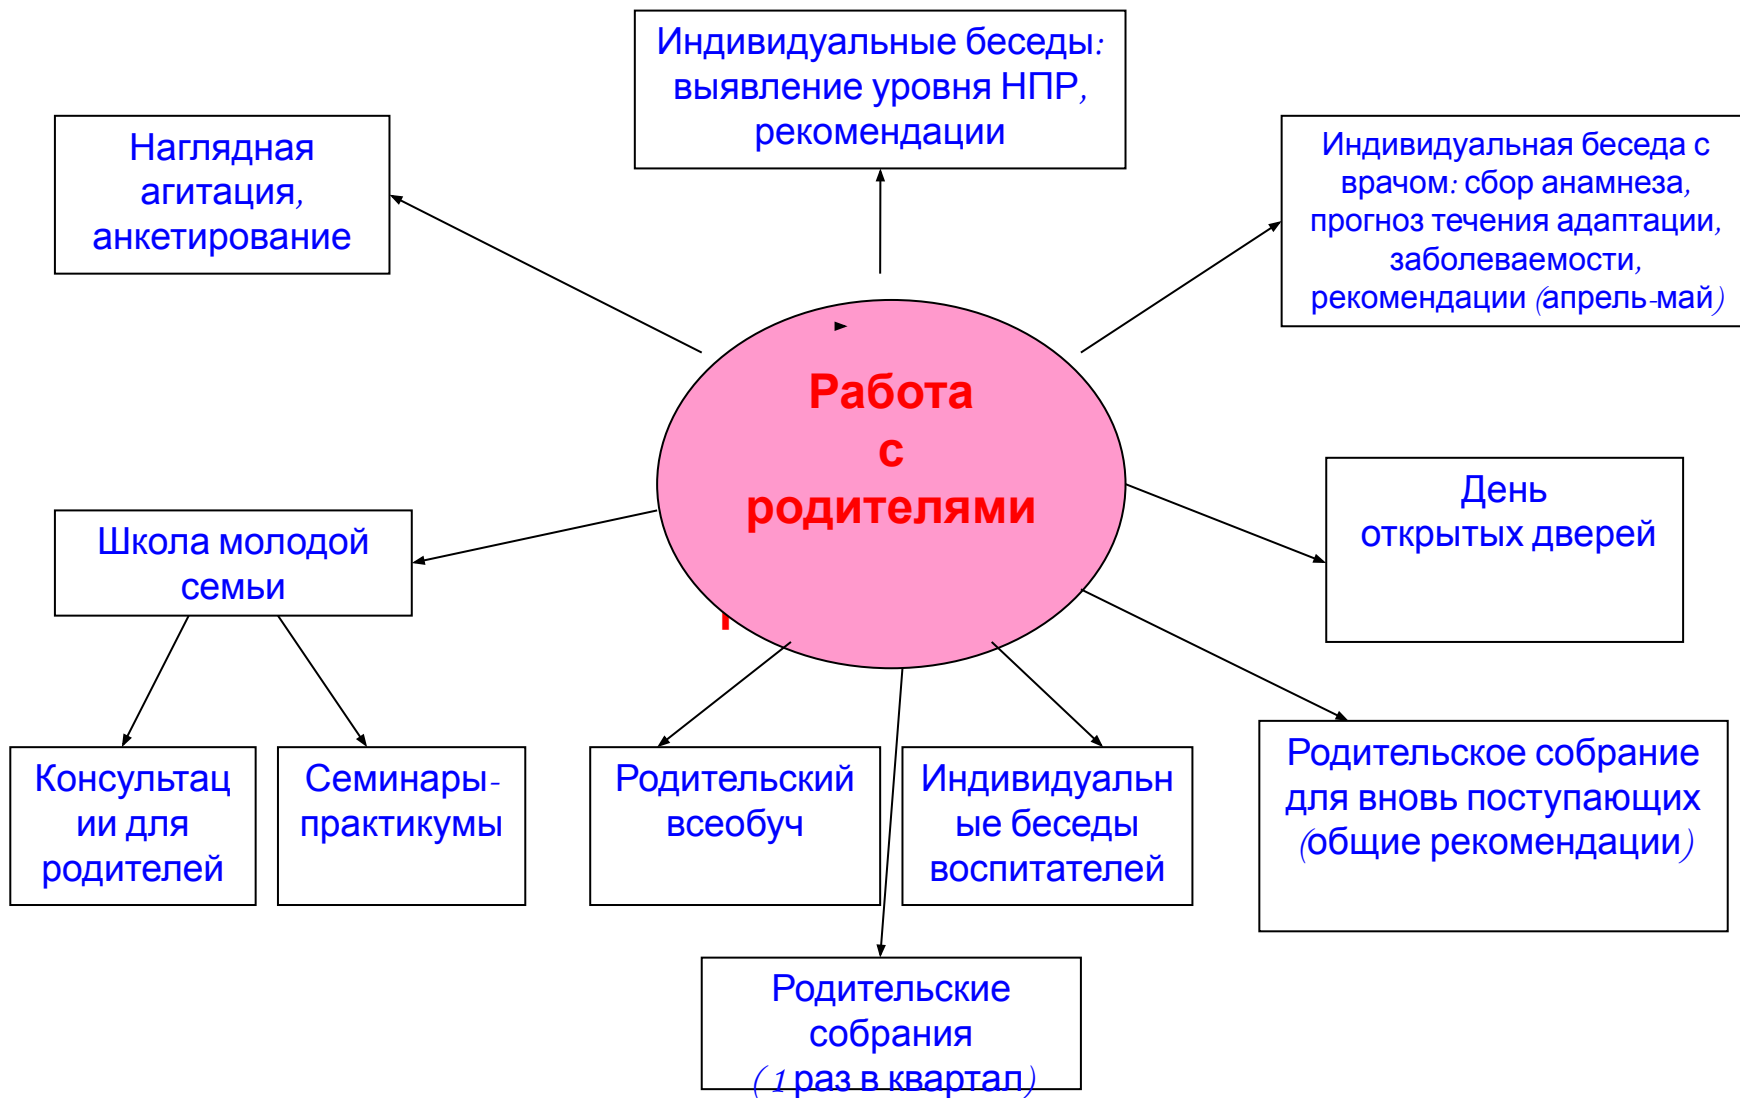 Индивидуальные беседы:
выявление уровня НПР,
рекомендации
Наглядная
агитация,
анкетирование
Индивидуальная беседа с
врачом: сбор анамнеза,
прогноз течения адаптации,
заболеваемости,
рекомендации (апрель-май)
Работа
с
родителями
День
открытых дверей
Школа молодой
семьи
Консультац
ии для
родителей
Семинары-
практикумы
Родительский
всеобуч
Индивидуальн
ые беседы
воспитателей
Родительское собрание
для вновь поступающих
(общие рекомендации)
Родительские
собрания
( 1 раз в квартал)